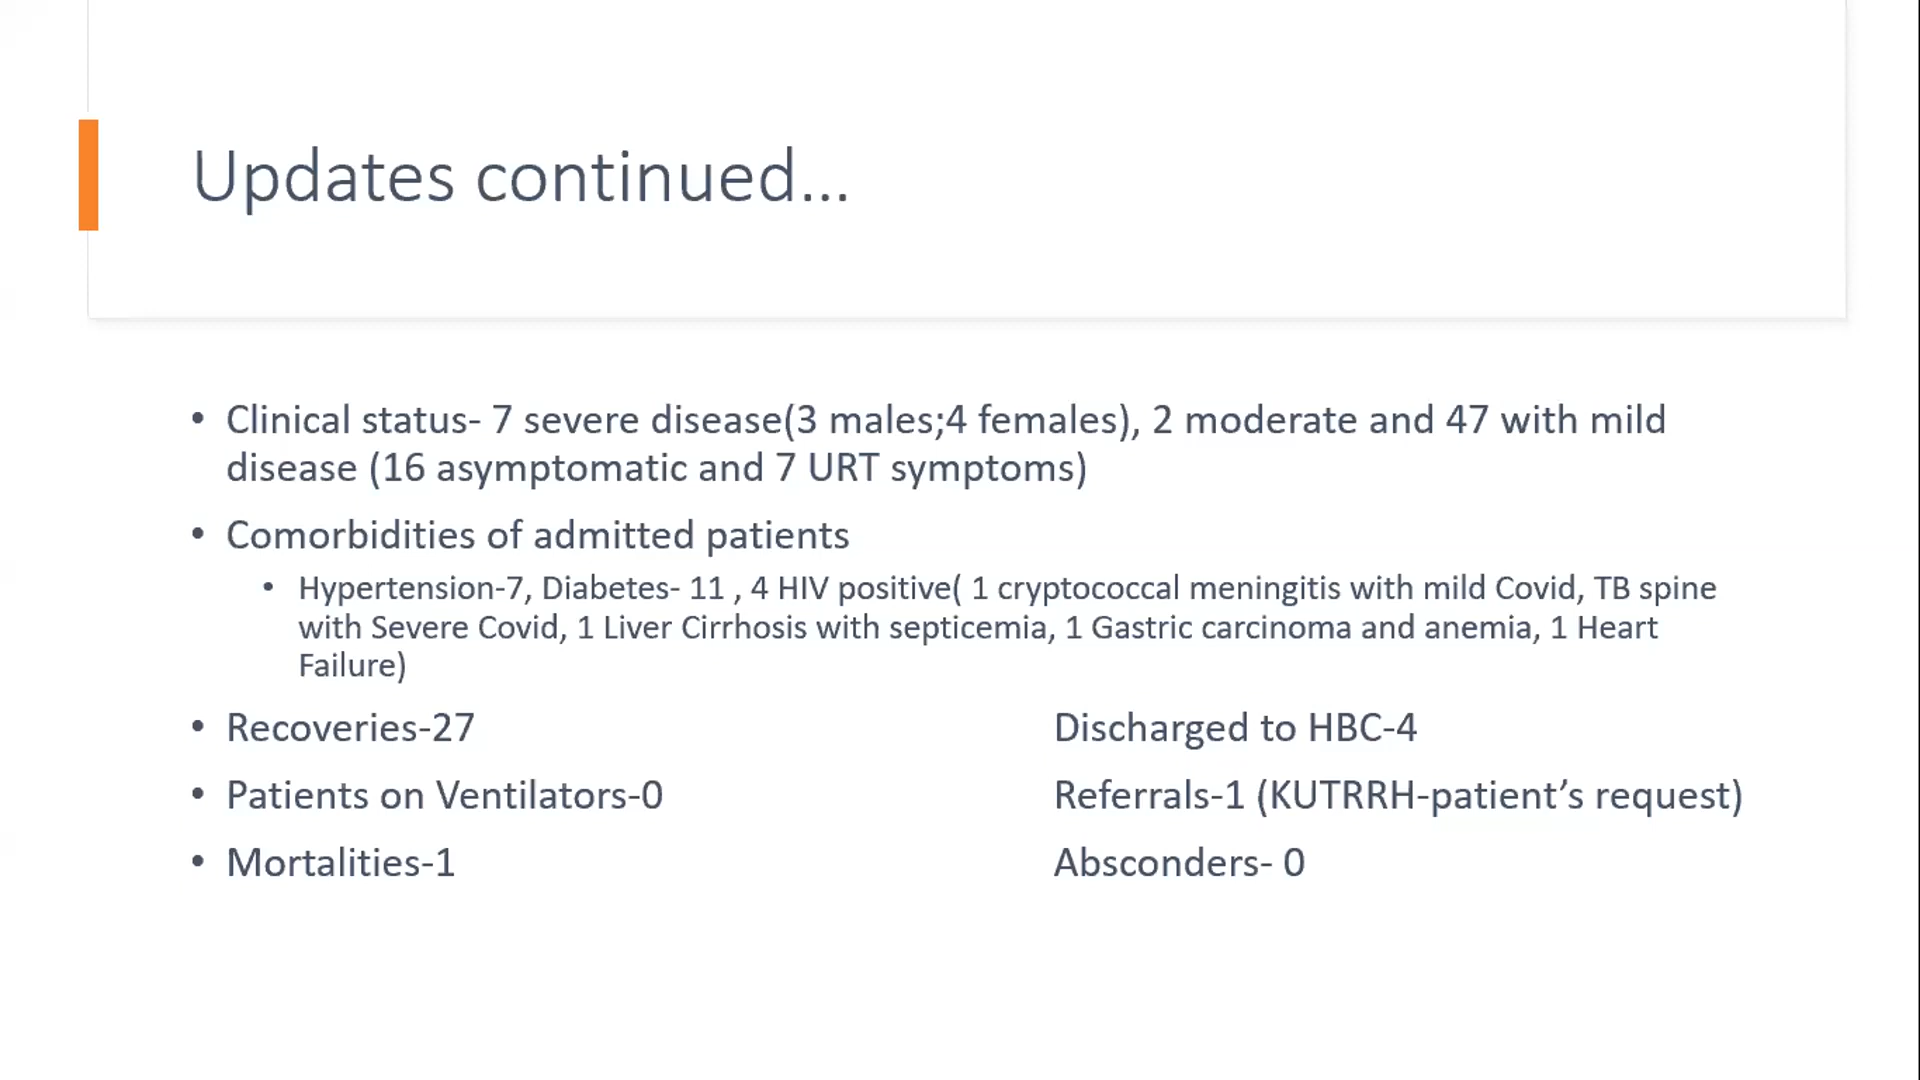 Updates continued...
• Clinical status- 7 severe disease(3 males;4 females), 2 moderate and 47 with mild
disease (16 asymptomatic and 7 URT symptoms)
• Comorbidities of admitted patients
• Hypertension-7, Diabetes- 11 , 4 HIV positive( 1 cryptococcal meningitis with mild Covid, TB spine
with Severe Covid, 1 Liver Cirrhosis with septicemia, 1 Gastric carcinoma and anemia, 1 Heart
Failure)
• Recoveries-27 Discharged to HBC-4
• Patients on Ventilators-0 Referrals-1 (KUTRRH-patient’s request)
• Mortalities-1 Absconders- 0